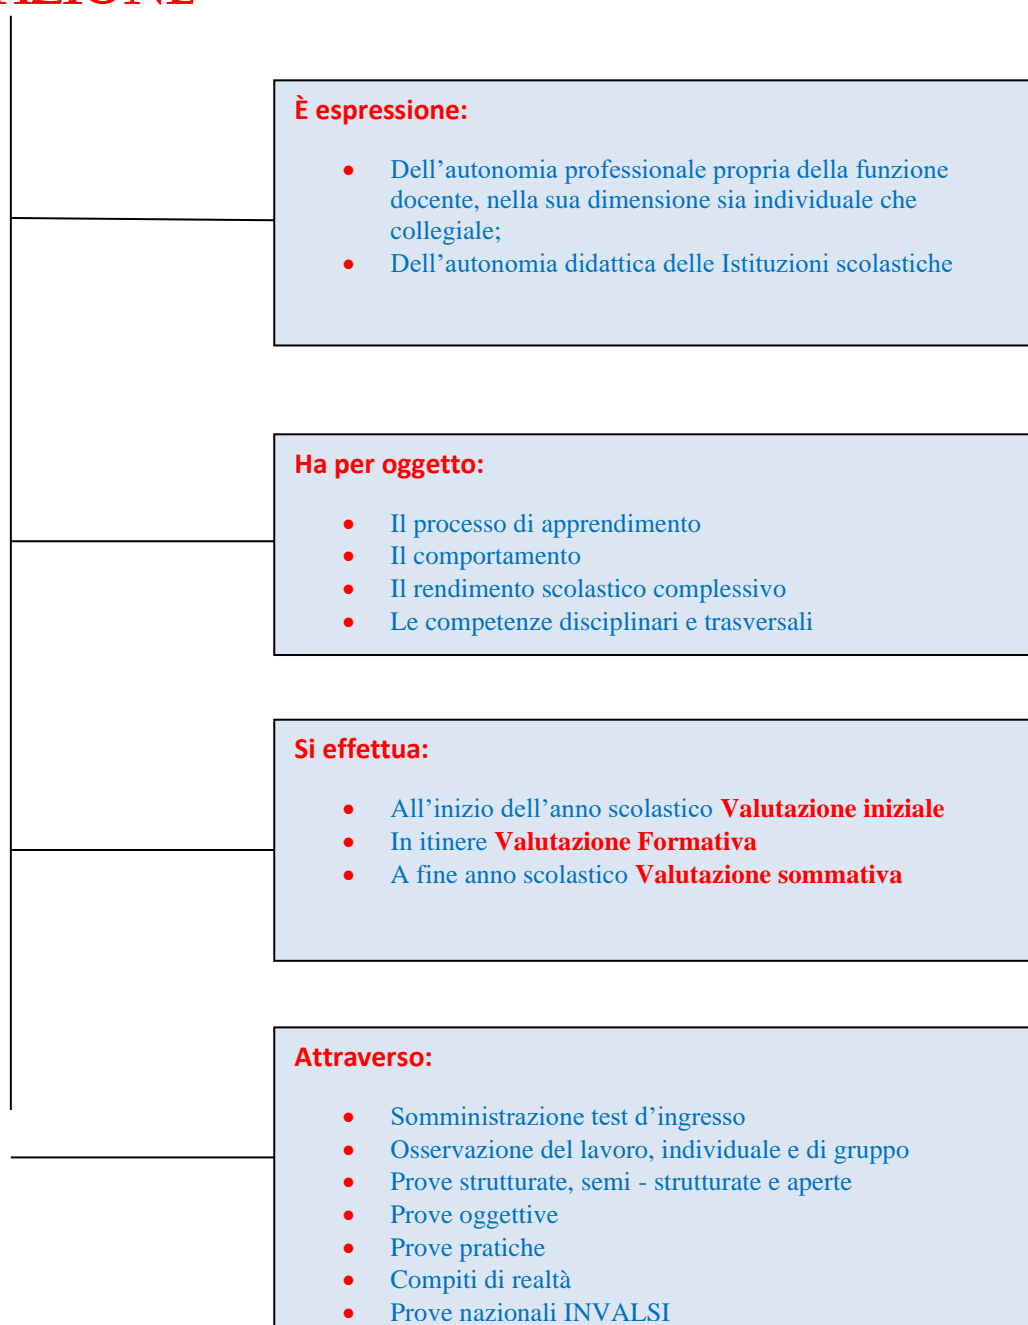 È espressione:
• Dell’autonomia professionale propria della funzione
docente, nella sua dimensione sia individuale che
collegiale;
• Dell’autonomia didattica delle Istituzioni scolastiche
Ha per oggetto:
• Il processo di apprendimento
• Il comportamento
• Il rendimento scolastico complessivo
• Le competenze disciplinari e trasversali
Si effettua:
• All’inizio dell’anno scolastico Valutazione iniziale
• In itinere Valutazione Formativa
• A fine anno scolastico Valutazione sommativa
Attraverso:
• Somministrazione test d’ingresso
• Osservazione del lavoro, individuale e di gruppo
• Prove strutturate, semi - strutturate e aperte
• Prove oggettive
• Prove pratiche
• Compiti di realtà
• Prove nazionali INVALSI